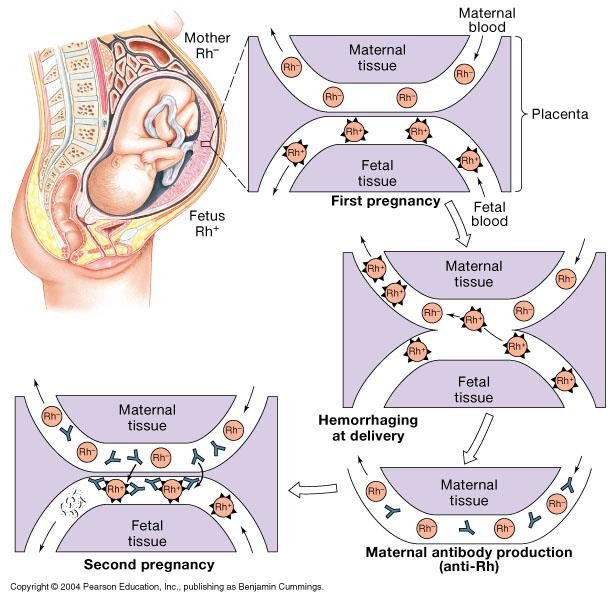 Mother
Rh⁻
Maternal
blood
Maternal
tissue
Rh⁻
Rh⁻
Rh⁻
Rh⁻
Placenta
Rh⁺
Rh⁺
Rh⁺
Rh⁺
Fetal
tissue
First pregnancy
Fetal
blood
Fetus
Rh⁺
Maternal
tissue
Rh⁺
Rh⁺
Rh⁻
Rh⁺
Rh⁻
Rh⁻
Rh⁺
Rh⁺
Rh⁺
Fetal
tissue
Hemorrhaging
at delivery
Maternal
tissue
Rh⁻
Rh⁻
Rh⁻
Rh⁻
Maternal antibody production
(anti-Rh)
Maternal
tissue
Rh⁻
Rh⁻
Rh⁻
Rh⁻
Rh⁺
Rh⁺
Rh⁺
Fetal
tissue
Second pregnancy
Copyright © 2004 Pearson Education, Inc., publishing as Benjamin Cummings.